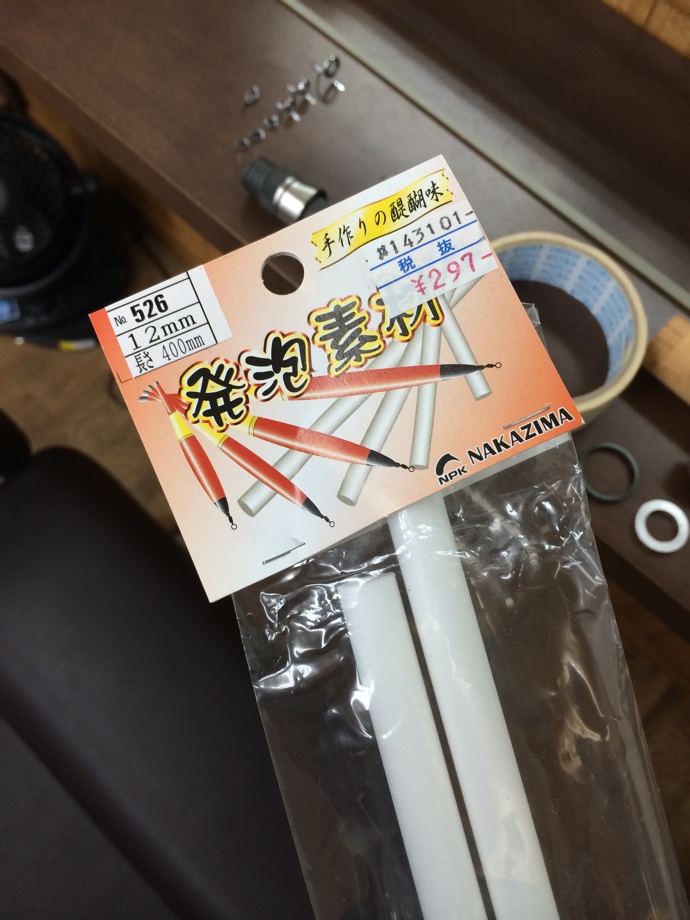 手作りの醍醐味
税抜
¥297-
No. 526
12mm
長さ 400mm
発泡素材
NPK NAKAZIMA